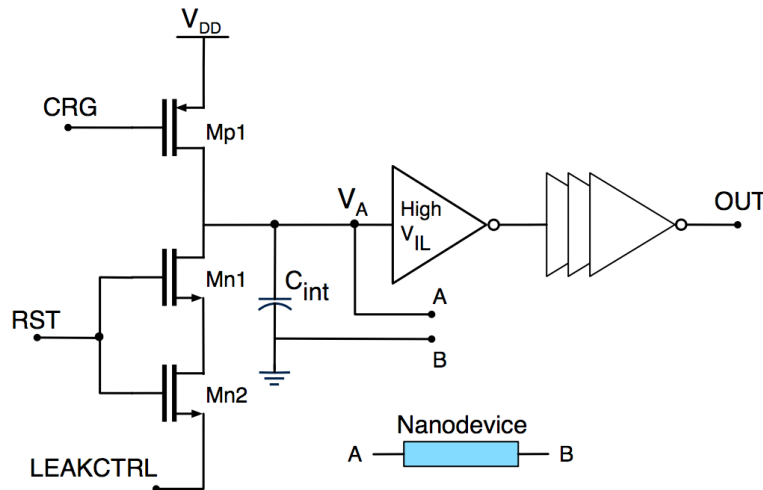 VDD
CRG
Mp1
VA
High
VIL
OUT
Mn1
Cint
A
RST
B
Mn2
Nanodevice
A
B
LEAKCTRL